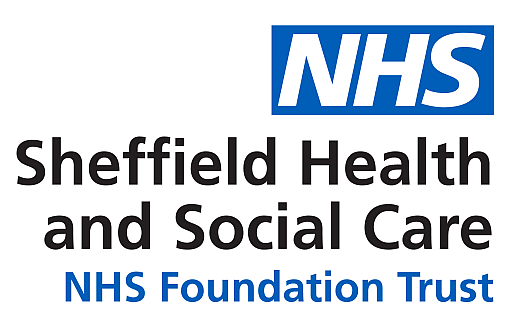 NHS
Sheffield Health
and Social Care
NHS Foundation Trust